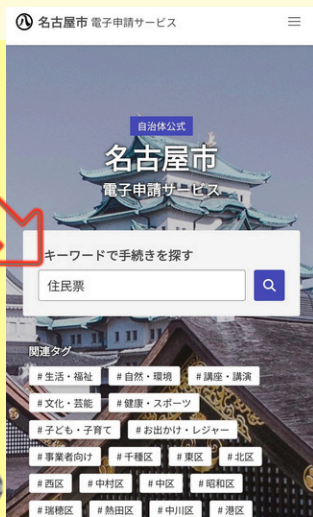 八 名古屋市 電子申請サービス
自治体公式
名古屋市
電子申請サービス
キーワードで手続きを探す
住民票
関連タグ
#生活・福祉 #自然・環境 #講座・講演
#文化・芸能 #健康・スポーツ
#子ども・子育て #お出かけ・レジャー
#事業者向け #千種区 #東区 #北区
#西区 #中村区 #中区 #昭和区
#瑞穂区 #熱田区 #中川区 #港区